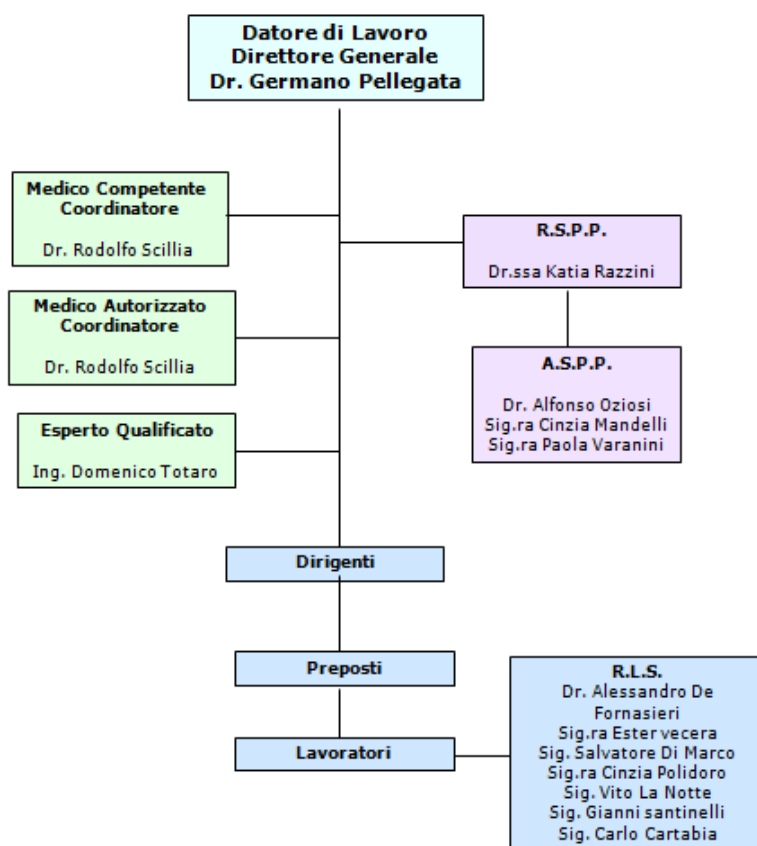 Datore di Lavoro
Direttore Generale
Dr. Germano Pellegata
Medico Competente
Coordinatore
Dr. Rodolfo Scillia
R.S.P.P.
Dr.ssa Katia Razzini
Medico Autorizzato
Coordinatore
Dr. Rodolfo Scillia
A.S.P.P.
Dr. Alfonso Oziosi
Sig.ra Cinzia Mandelli
Sig.ra Paola Varanini
Esperto Qualificato
Ing. Domenico Totaro
Dirigenti
Preposti
Lavoratori
R.L.S.
Dr. Alessandro De
Fornasieri
Sig.ra Ester vecera
Sig. Salvatore Di Marco
Sig.ra Cinzia Polidoro
Sig. Vito La Notte
Sig. Gianni santinelli
Sig. Carlo Cartabia